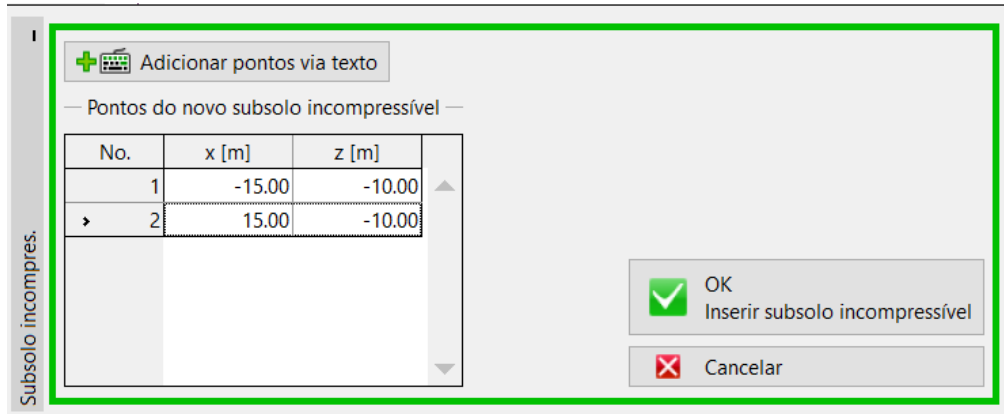 Adicionar pontos via texto
Pontos do novo subsolo incompressível
No. x [m] z [m]
1 -15.00 -10.00
2 15.00 -10.00
OK
Inserir subsolo incompressível
Cancelar
Subsolo incompres.